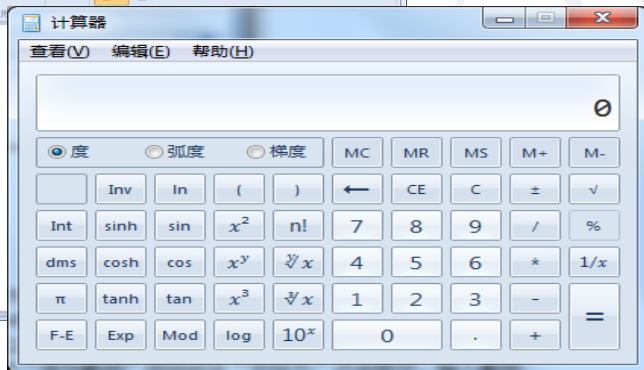 计算器
查看(V) 编辑(E) 帮助(H)
0
度 弧度 梯度 MC MR MS M+ M-
Inv ln ( ) ← CE C ± √
Int sinh sin x² n! 7 8 9 / %
dms cosh cos xʸ ʸ√x 4 5 6 * 1/x
π tanh tan x³ ³√x 1 2 3 - =
F-E Exp Mod log 10ˣ 0 . +